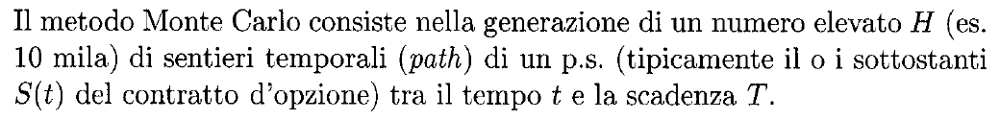 Il metodo Monte Carlo consiste nella generazione di un numero elevato H (es.
10 mila) di sentieri temporali (path) di un p.s. (tipicamente il o i sottostanti
S(t) del contratto d'opzione) tra il tempo t e la scadenza T.